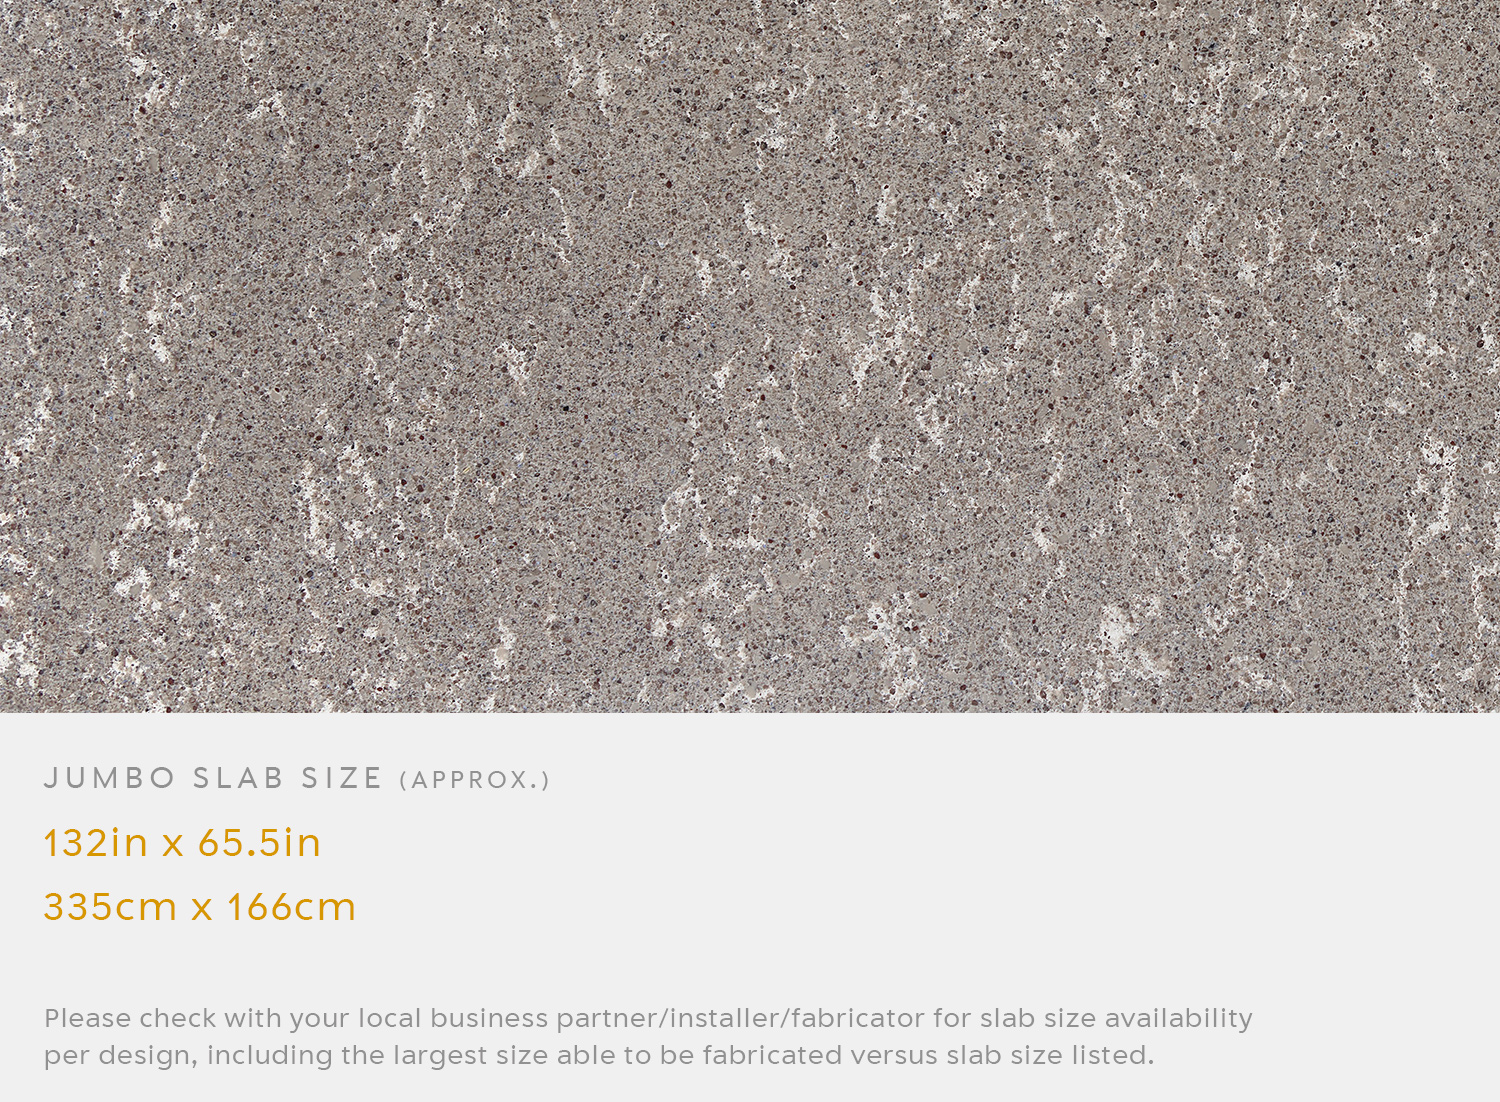 JUMBO SLAB SIZE (APPROX.)
132in x 65.5in
335cm x 166cm
Please check with your local business partner/installer/fabricator for slab size availability
per design, including the largest size able to be fabricated versus slab size listed.